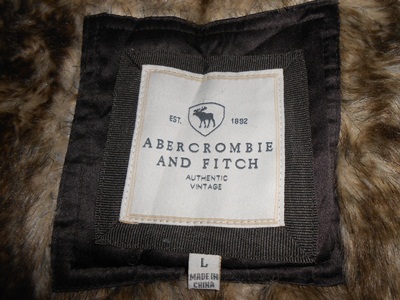 EST. 1892
ABERCROMBIE
AND FITCH
AUTHENTIC
VINTAGE
L
MADE IN
CHINA